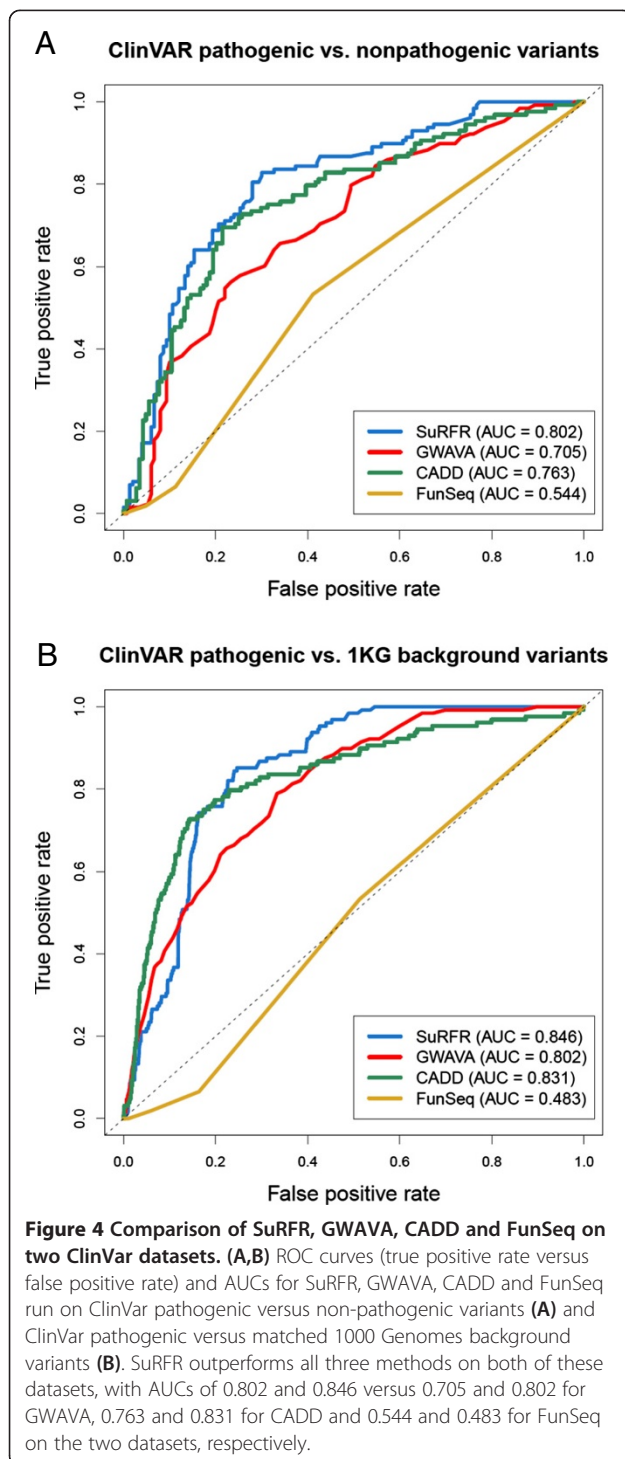 A
ClinVAR pathogenic vs. nonpathogenic variants
1.0
0.8
0.6
0.4
0.2
0.0
True positive rate
SuRFR (AUC = 0.802)
GWAVA (AUC = 0.705)
CADD (AUC = 0.763)
FunSeq (AUC = 0.544)
0.0 0.2 0.4 0.6 0.8 1.0
False positive rate
B
ClinVAR pathogenic vs. 1KG background variants
1.0
0.8
0.6
0.4
0.2
0.0
True positive rate
SuRFR (AUC = 0.846)
GWAVA (AUC = 0.802)
CADD (AUC = 0.831)
FunSeq (AUC = 0.483)
0.0 0.2 0.4 0.6 0.8 1.0
False positive rate
Figure 4 Comparison of SuRFR, GWAVA, CADD and FunSeq on
two ClinVar datasets. (A,B) ROC curves (true positive rate versus
false positive rate) and AUCs for SuRFR, GWAVA, CADD and FunSeq
run on ClinVar pathogenic versus non-pathogenic variants (A) and
ClinVar pathogenic versus matched 1000 Genomes background
variants (B). SuRFR outperforms all three methods on both of these
datasets, with AUCs of 0.802 and 0.846 versus 0.705 and 0.802 for
GWAVA, 0.763 and 0.831 for CADD and 0.544 and 0.483 for FunSeq
on the two datasets, respectively.